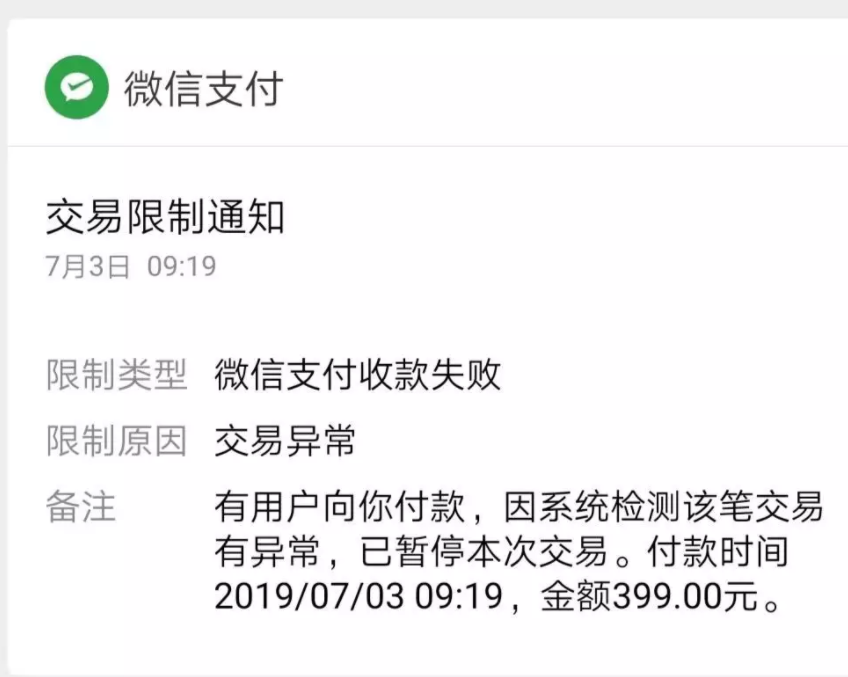 微信支付
交易限制通知
7月3日 09:19
限制类型 微信支付收款失败
限制原因 交易异常
备注 有用户向你付款，因系统检测该笔交易
有异常，已暂停本次交易。付款时间
2019/07/03 09:19，金额399.00元。